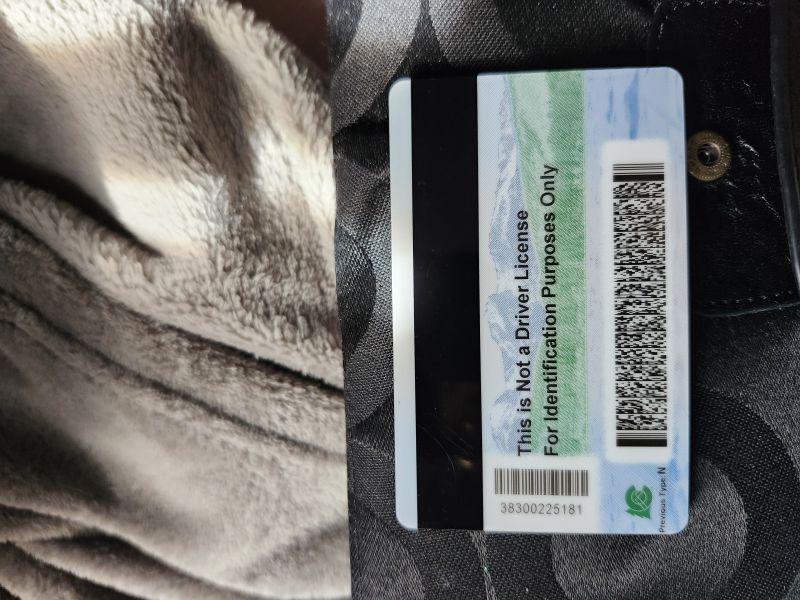 This is Not a Driver License
For Identification Purposes Only
38300225181
Previous Type: N